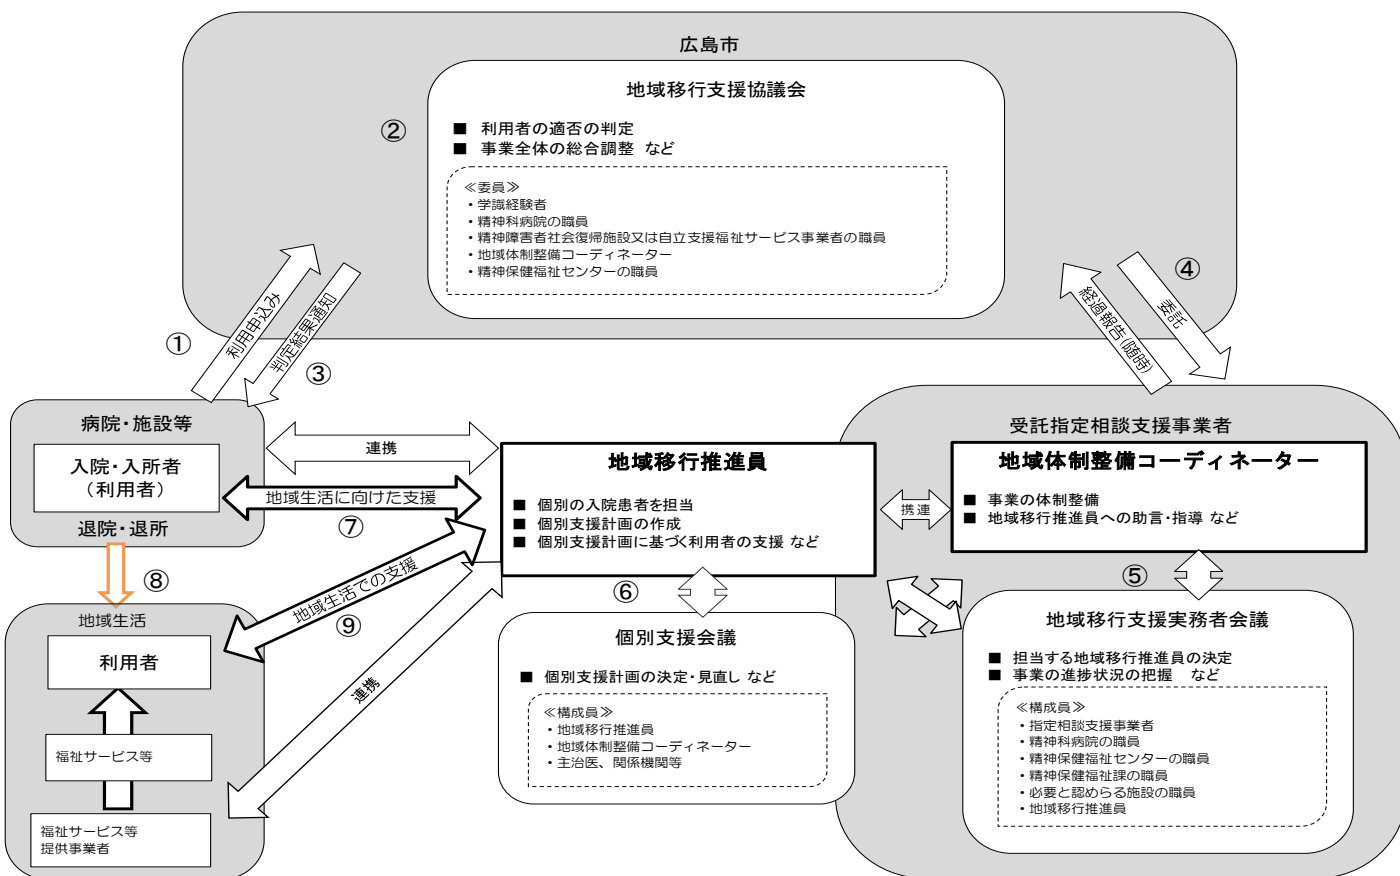 広島市
地域移行支援協議会
②
■ 利用者の適否の判定
■ 事業全体の総合調整 など
≪委員≫
・学識経験者
・精神科病院の職員
・精神障害者社会復帰施設又は自立支援福祉サービス事業者の職員
・地域体制整備コーディネーター
・精神保健福祉センターの職員
①
利用申込み
判定結果通知
③
経過報告(随時)
委託
④
病院・施設等
入院・入所者
(利用者)
退院・退所
連携
地域生活に向けた支援
⑦
地域移行推進員
■ 個別の入院患者を担当
■ 個別支援計画の作成
■ 個別支援計画に基づく利用者の支援 など
受託指定相談支援事業者
携連
地域体制整備コーディネーター
■ 事業の体制整備
■ 地域移行推進員への助言・指導 など
⑧
地域生活での支援
⑨
⑥
⑤
地域生活
利用者
福祉サービス等
福祉サービス等
提供事業者
連携
個別支援会議
■ 個別支援計画の決定・見直し など
≪構成員≫
・地域移行推進員
・地域体制整備コーディネーター
・主治医、関係機関等
地域移行支援実務者会議
■ 担当する地域移行推進員の決定
■ 事業の進捗状況の把握 など
≪構成員≫
・指定相談支援事業者
・精神科病院の職員
・精神保健福祉センターの職員
・精神保健福祉課の職員
・必要と認めらる施設の職員
・地域移行推進員